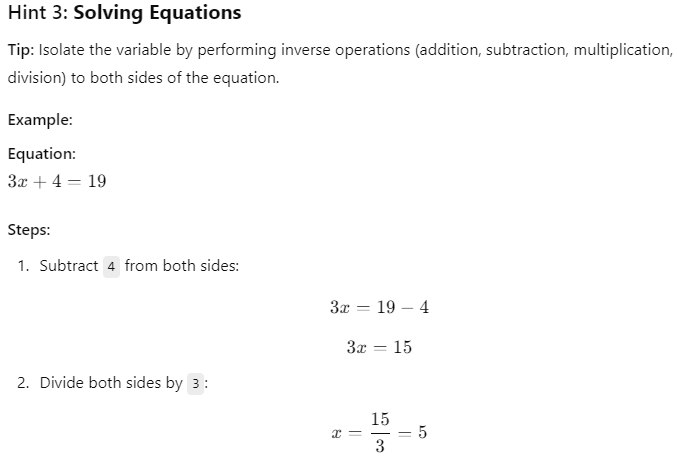 Hint 3: Solving Equations
Tip: Isolate the variable by performing inverse operations (addition, subtraction, multiplication,
division) to both sides of the equation.
Example:
Equation:
3x + 4 = 19
Steps:
1. Subtract 4 from both sides:
3x = 19 − 4
3x = 15
2. Divide both sides by 3 :
x = 15/3 = 5